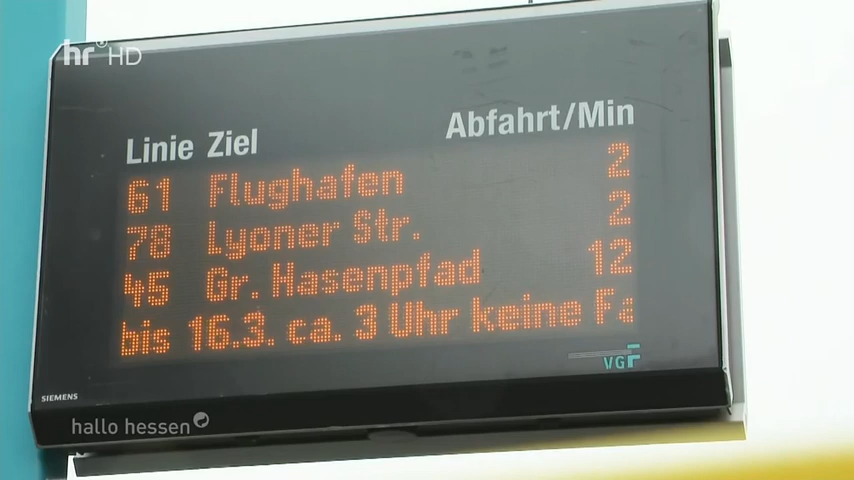 hr HD
Linie Ziel Abfahrt/Min
61 Flughafen 2
78 Lyoner Str. 2
45 Gr. Hasenpfad 12
bis 16.3. ca. 3 Uhr keine Fa
VGF
SIEMENS
hallo hessen